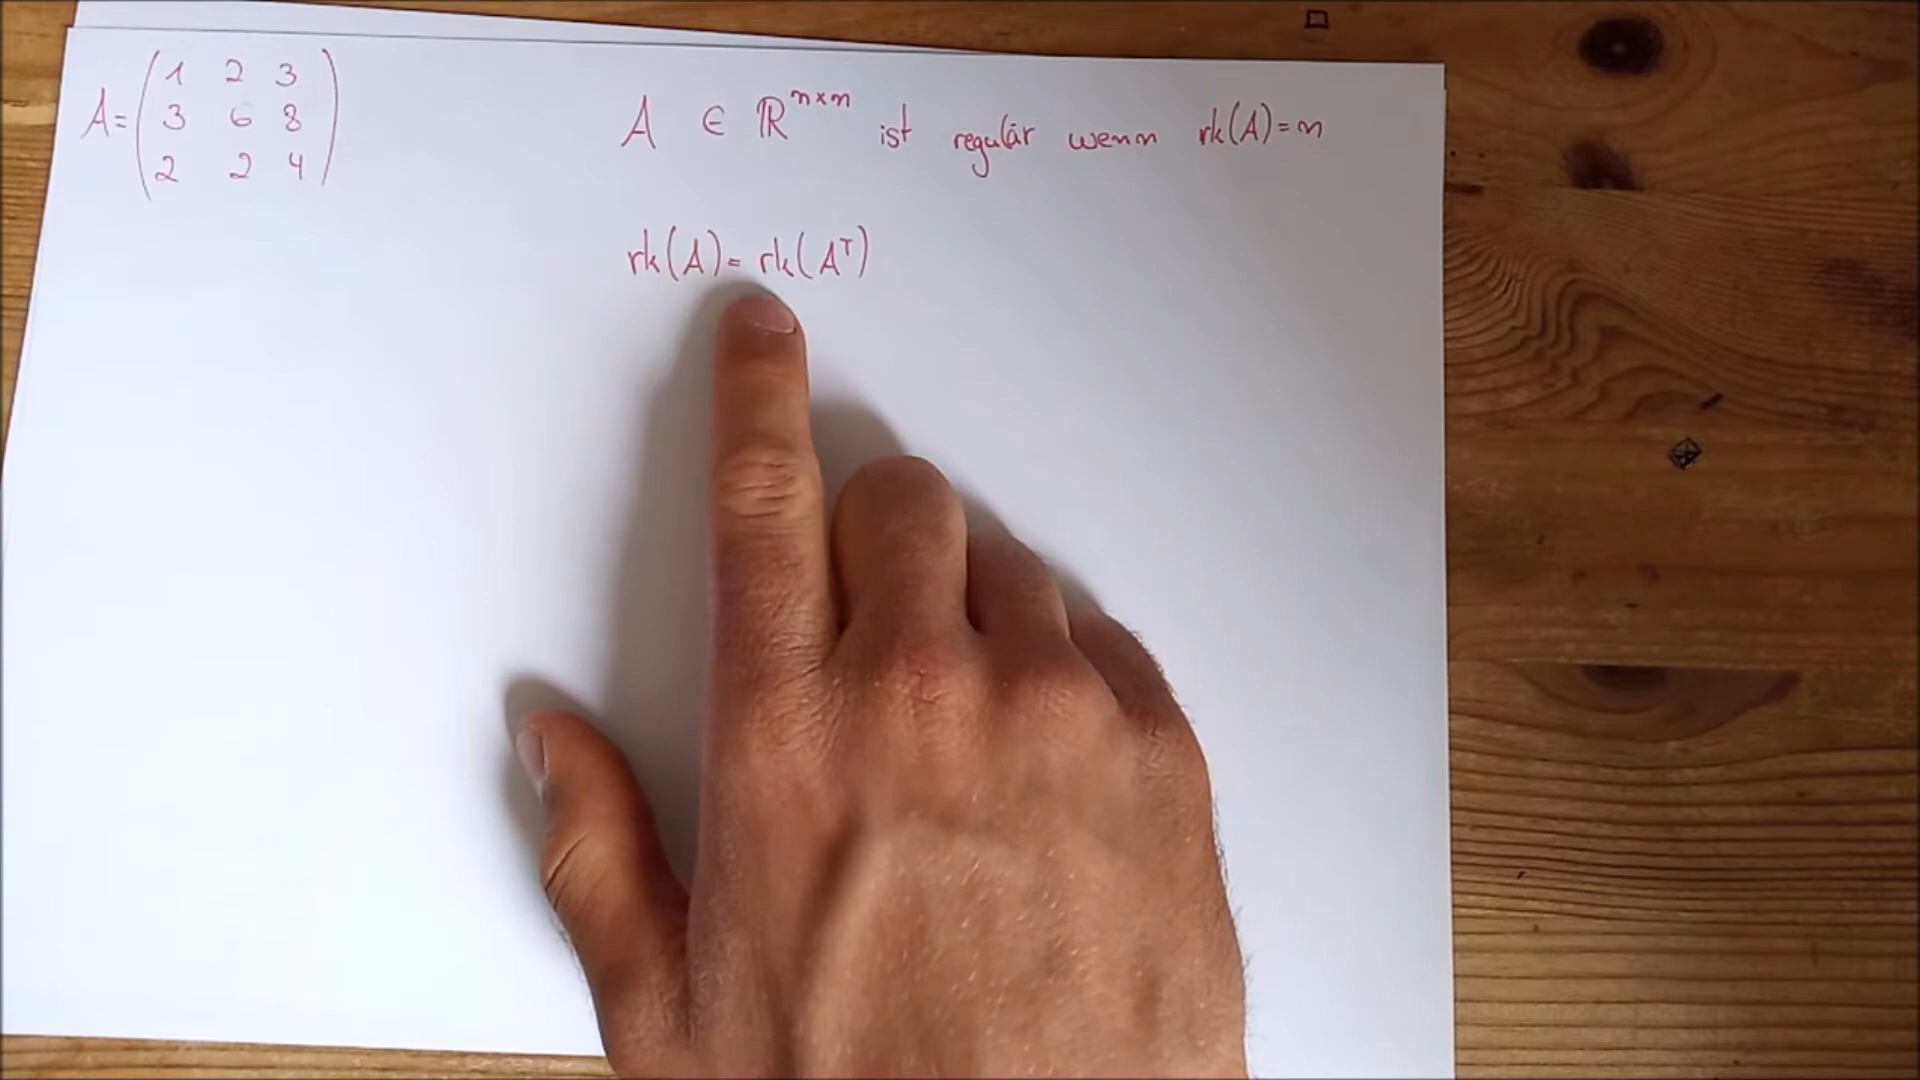 A = ( 1 2 3
3 6 8
2 2 4 )
A ∈ ℝ^{n×n} ist regulär wenn rk(A)=n
rk(A)= rk(A^T)